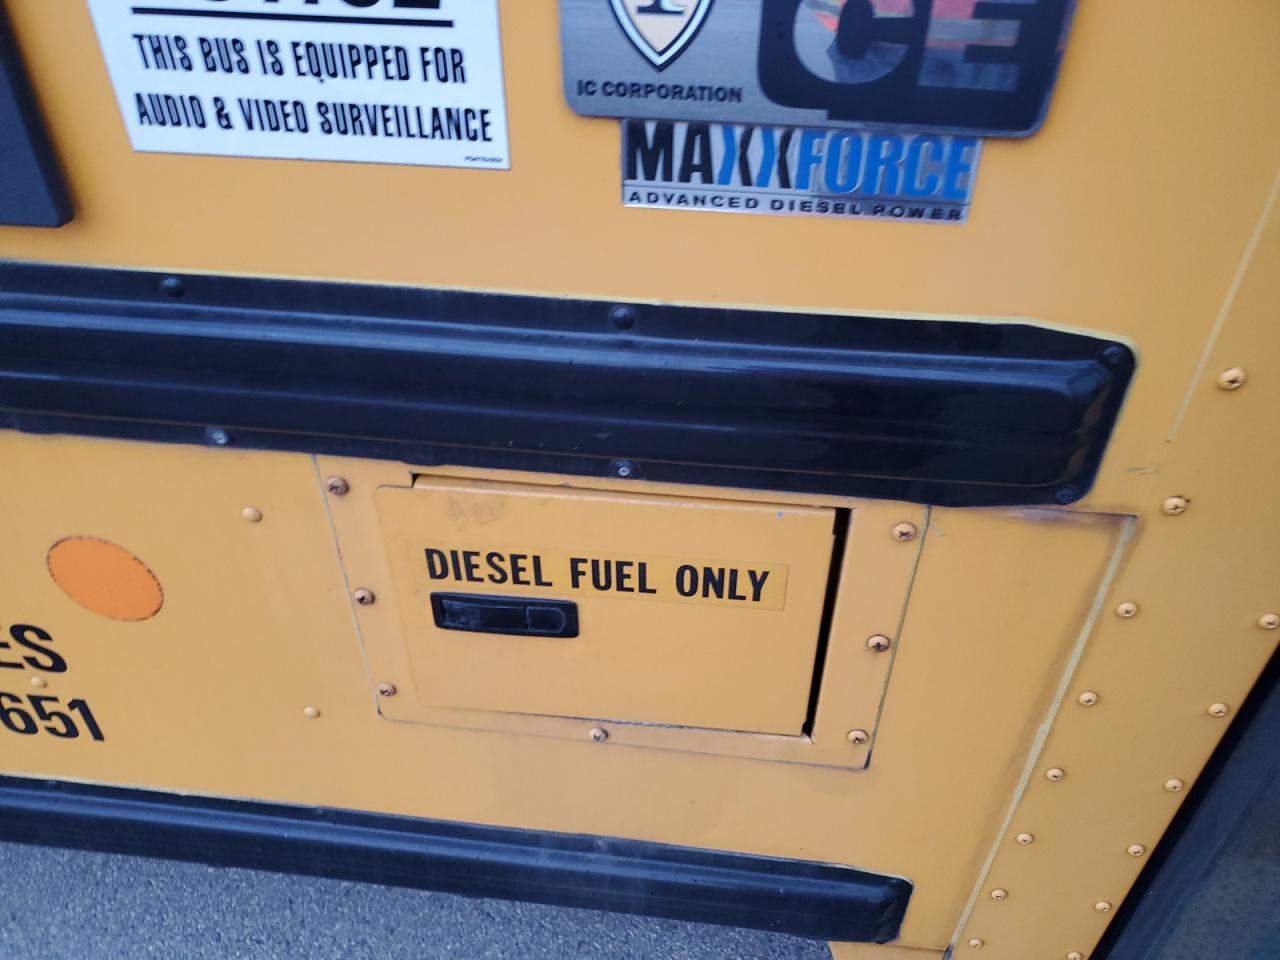 THIS BUS IS EQUIPPED FOR
AUDIO & VIDEO SURVEILLANCE
IC CORPORATION
CE
MAXXFORCE
ADVANCED DIESEL POWER
DIESEL FUEL ONLY
ES
651